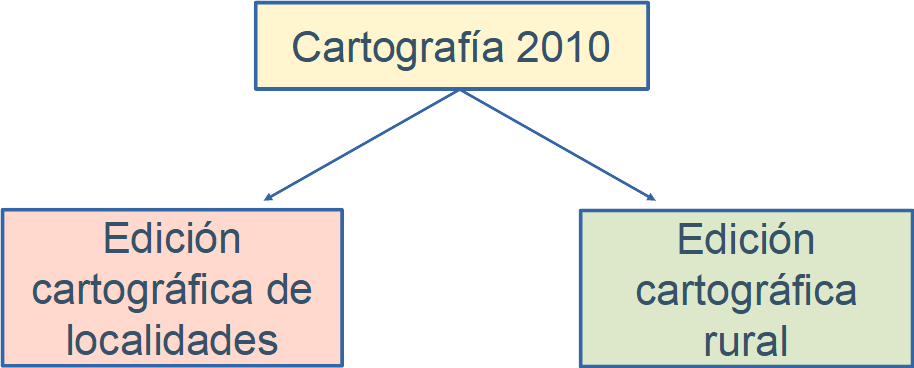 Cartografía 2010
Edición
cartográfica de
localidades
Edición
cartográfica
rural